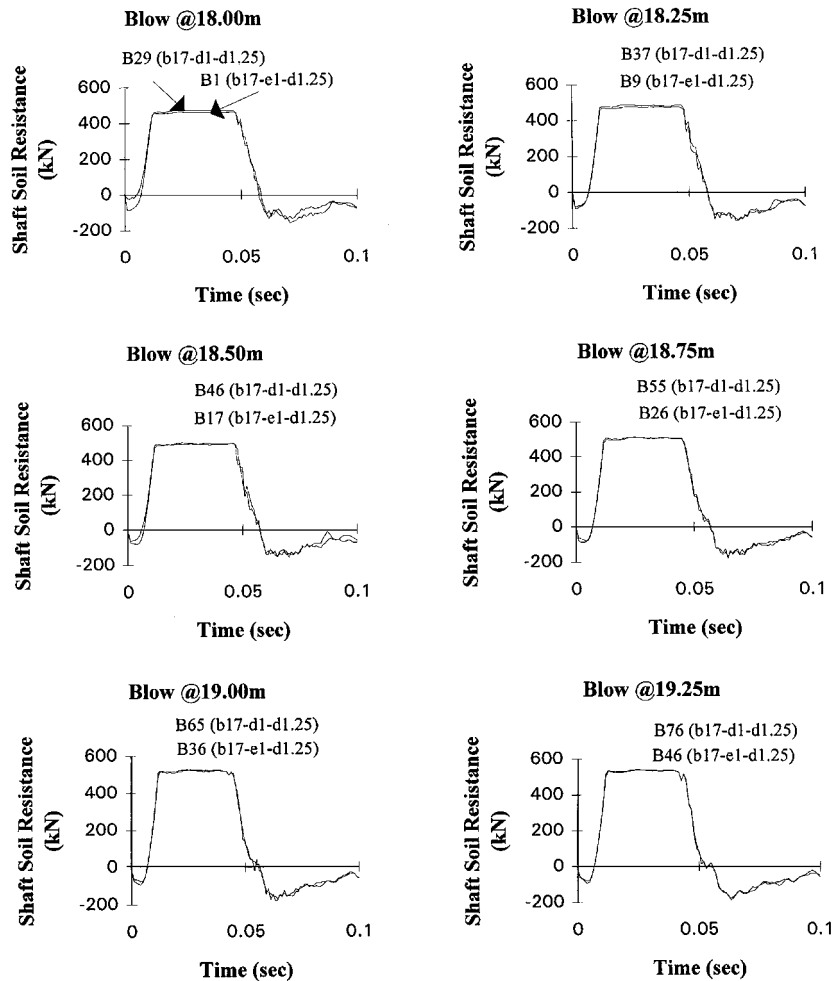 Blow @18.00m
B29 (b17-d1-d1.25)
B1 (b17-e1-d1.25)
Shaft Soil Resistance
(kN)
600
400
200
0
-200
0
0.05
0.1
Time (sec)
Blow @18.25m
B37 (b17-d1-d1.25)
B9 (b17-e1-d1.25)
Shaft Soil Resistance
(kN)
600
400
200
0
-200
0
0.05
0.1
Time (sec)
Blow @18.50m
B46 (b17-d1-d1.25)
B17 (b17-e1-d1.25)
Shaft Soil Resistance
(kN)
600
400
200
0
-200
0
0.05
0.1
Time (sec)
Blow @18.75m
B55 (b17-d1-d1.25)
B26 (b17-e1-d1.25)
Shaft Soil Resistance
(kN)
600
400
200
0
-200
0
0.05
0.1
Time (sec)
Blow @19.00m
B65 (b17-d1-d1.25)
B36 (b17-e1-d1.25)
Shaft Soil Resistance
(kN)
600
400
200
0
-200
0
0.05
0.1
Time (sec)
Blow @19.25m
B76 (b17-d1-d1.25)
B46 (b17-e1-d1.25)
Shaft Soil Resistance
(kN)
600
400
200
0
-200
0
0.05
0.1
Time (sec)